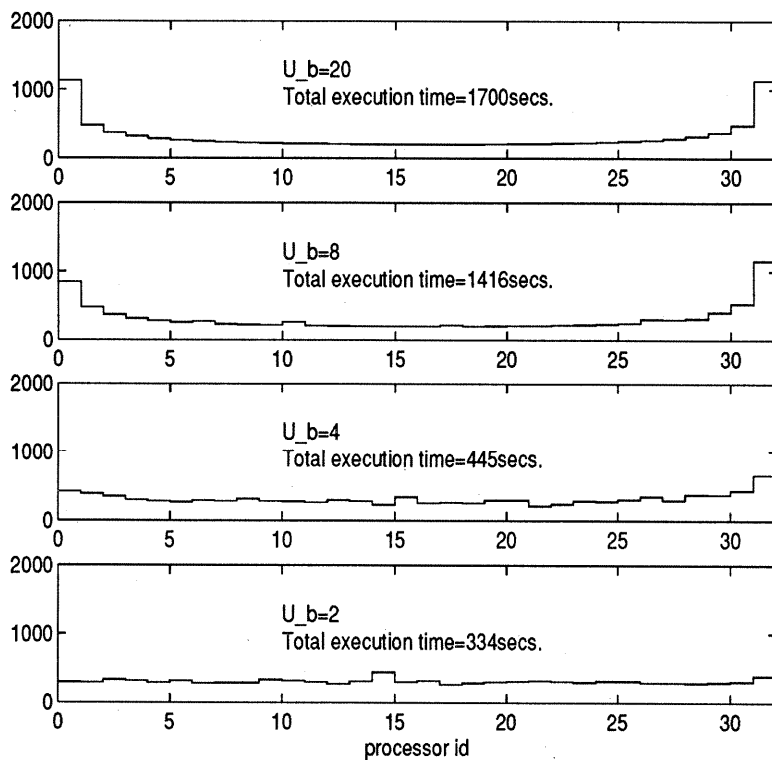 2000
U_b=20
1000
Total execution time=1700secs.
0
0 5 10 15 20 25 30
2000
U_b=8
1000
Total execution time=1416secs.
0
0 5 10 15 20 25 30
2000
U_b=4
1000
Total execution time=445secs.
0
0 5 10 15 20 25 30
2000
U_b=2
1000
Total execution time=334secs.
0
0 5 10 15 20 25 30
processor id